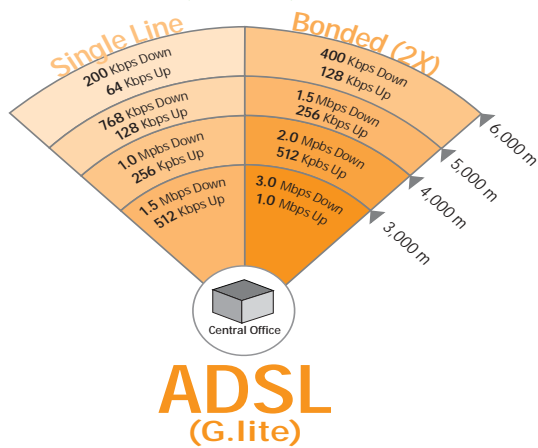 Single Line
200 Kbps Down
64 Kbps Up
768 Kbps Down
128 Kbps Up
1.0 Mpbs Down
256 Kpbs Up
1.5 Mbps Down
512 Kbps Up
Bonded (2X)
400 Kbps Down
128 Kbps Up
1.5 Mbps Down
256 Kbps Up
2.0 Mpbs Down
512 Kpbs Up
3.0 Mbps Down
1.0 Mbps Up
6,000 m
5,000 m
4,000 m
3,000 m
Central Office
ADSL
(G.lite)